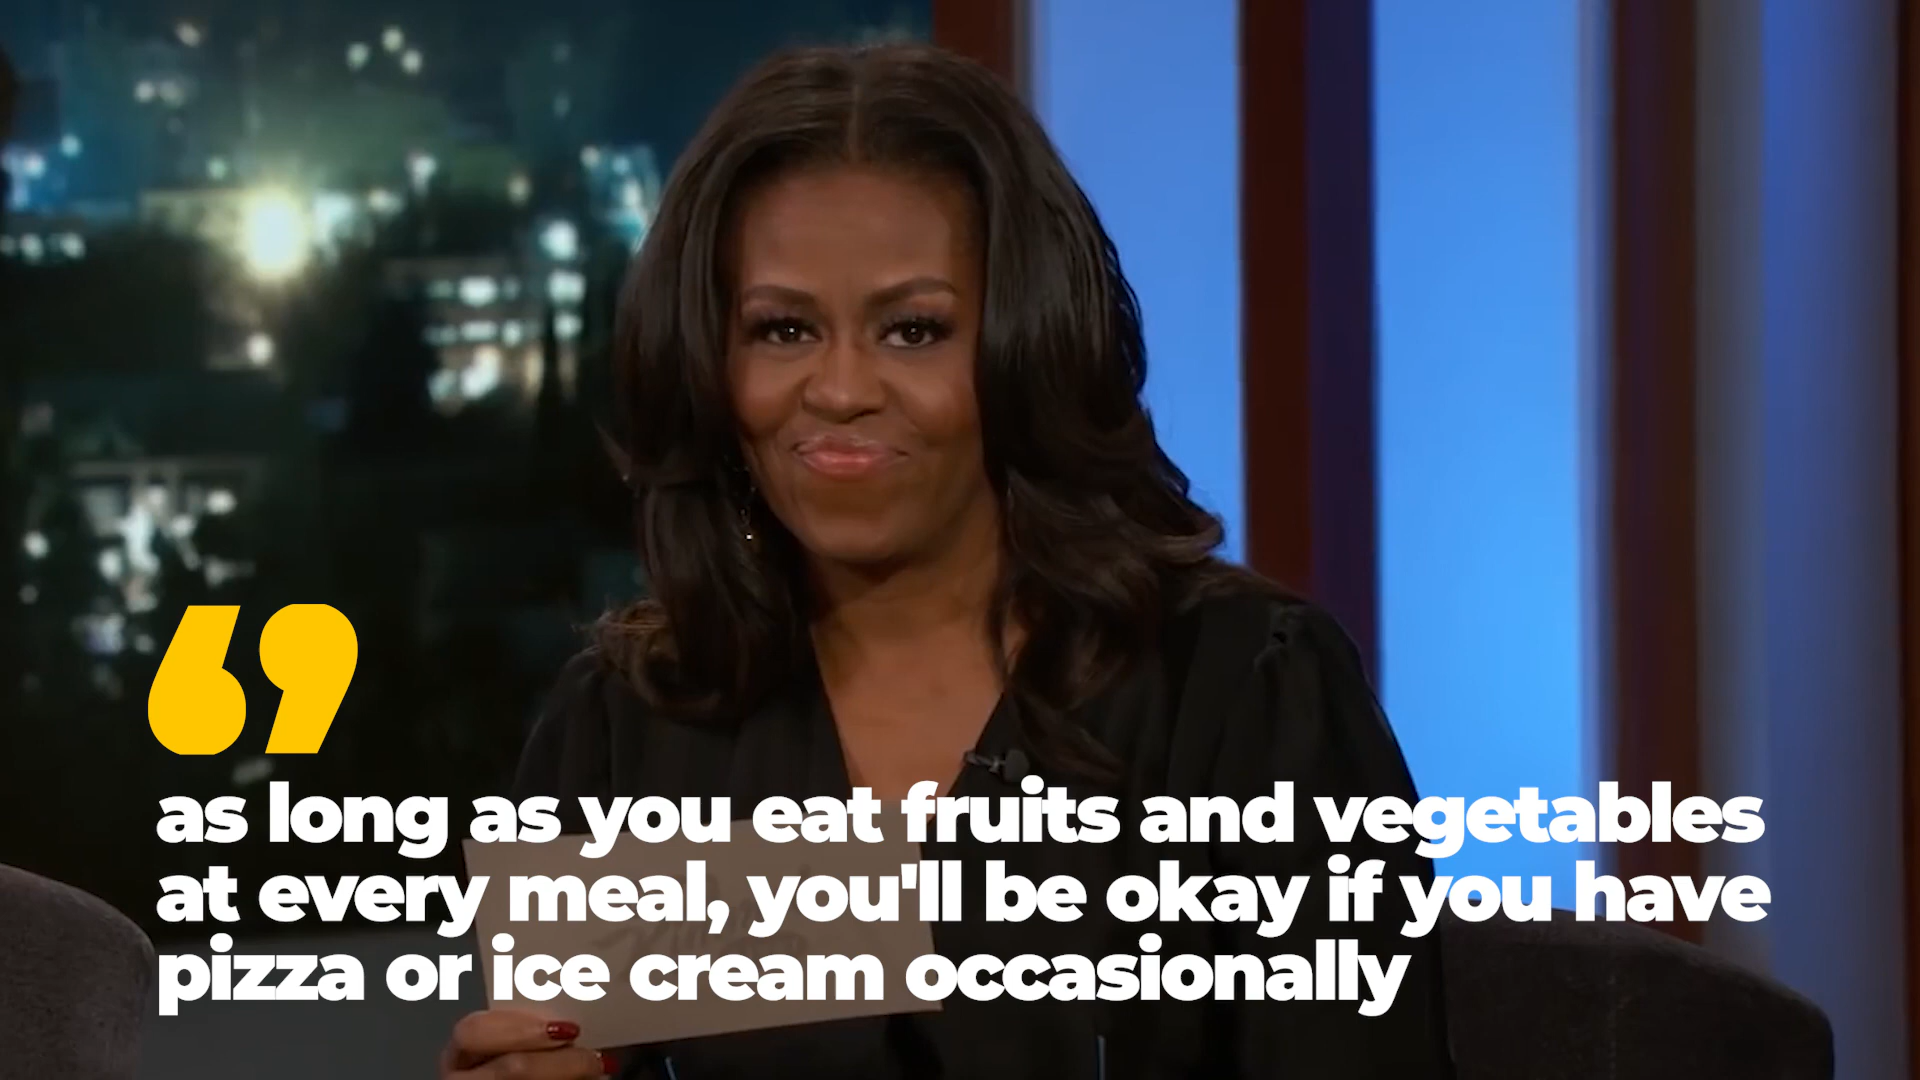 as long as you eat fruits and vegetables
at every meal, you'll be okay if you have
pizza or ice cream occasionally